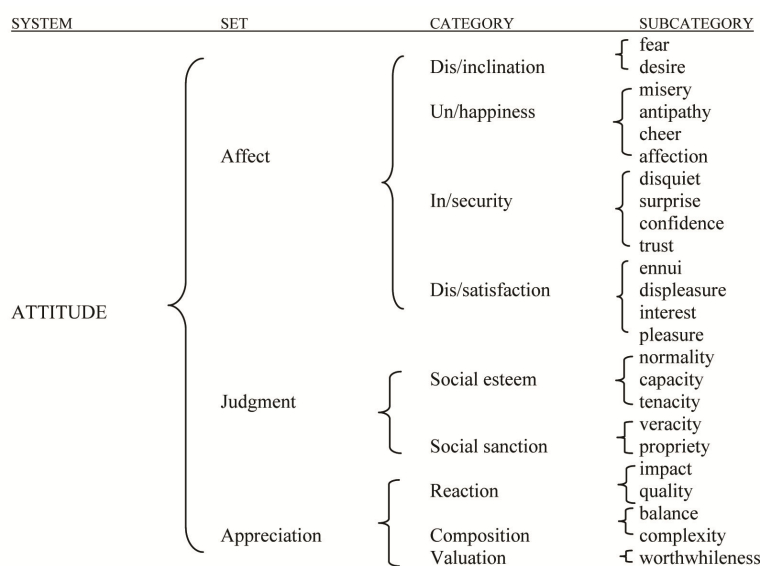 SYSTEM SET CATEGORY SUBCATEGORY
fear
Dis/inclination
desire
misery
Un/happiness antipathy
cheer
Affect affection
disquiet
In/security surprise
confidence
trust
ennui
Dis/satisfaction displeasure
ATTITUDE interest
pleasure
normality
Social esteem capacity
Judgment
tenacity
veracity
Social sanction propriety
impact
Reaction quality
balance
Appreciation Composition complexity
Valuation worthwhileness